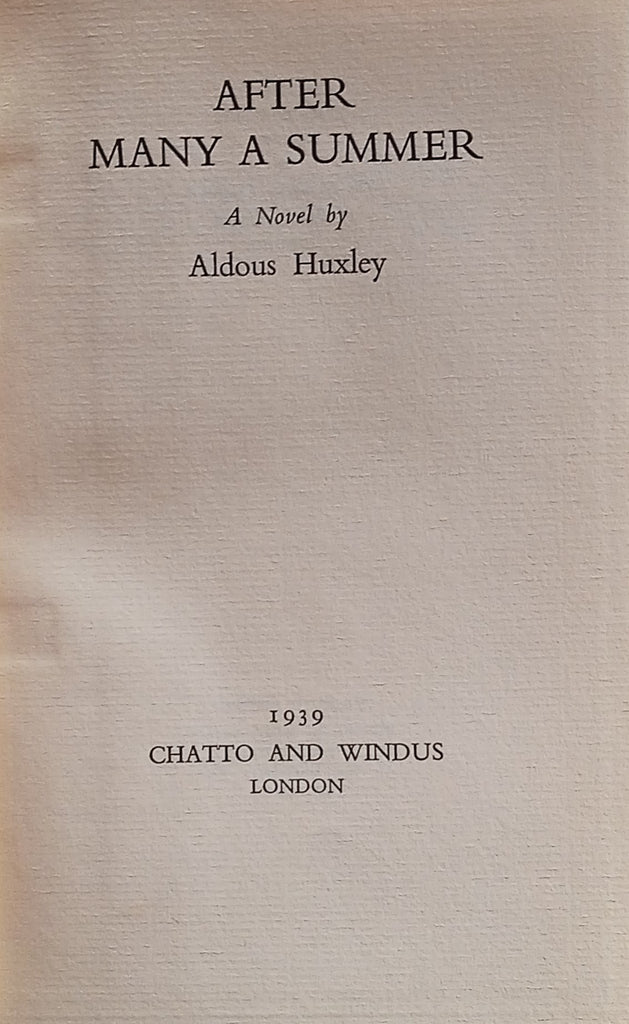 AFTER
MANY A SUMMER
A Novel by
Aldous Huxley
1939
CHATTO AND WINDUS
LONDON